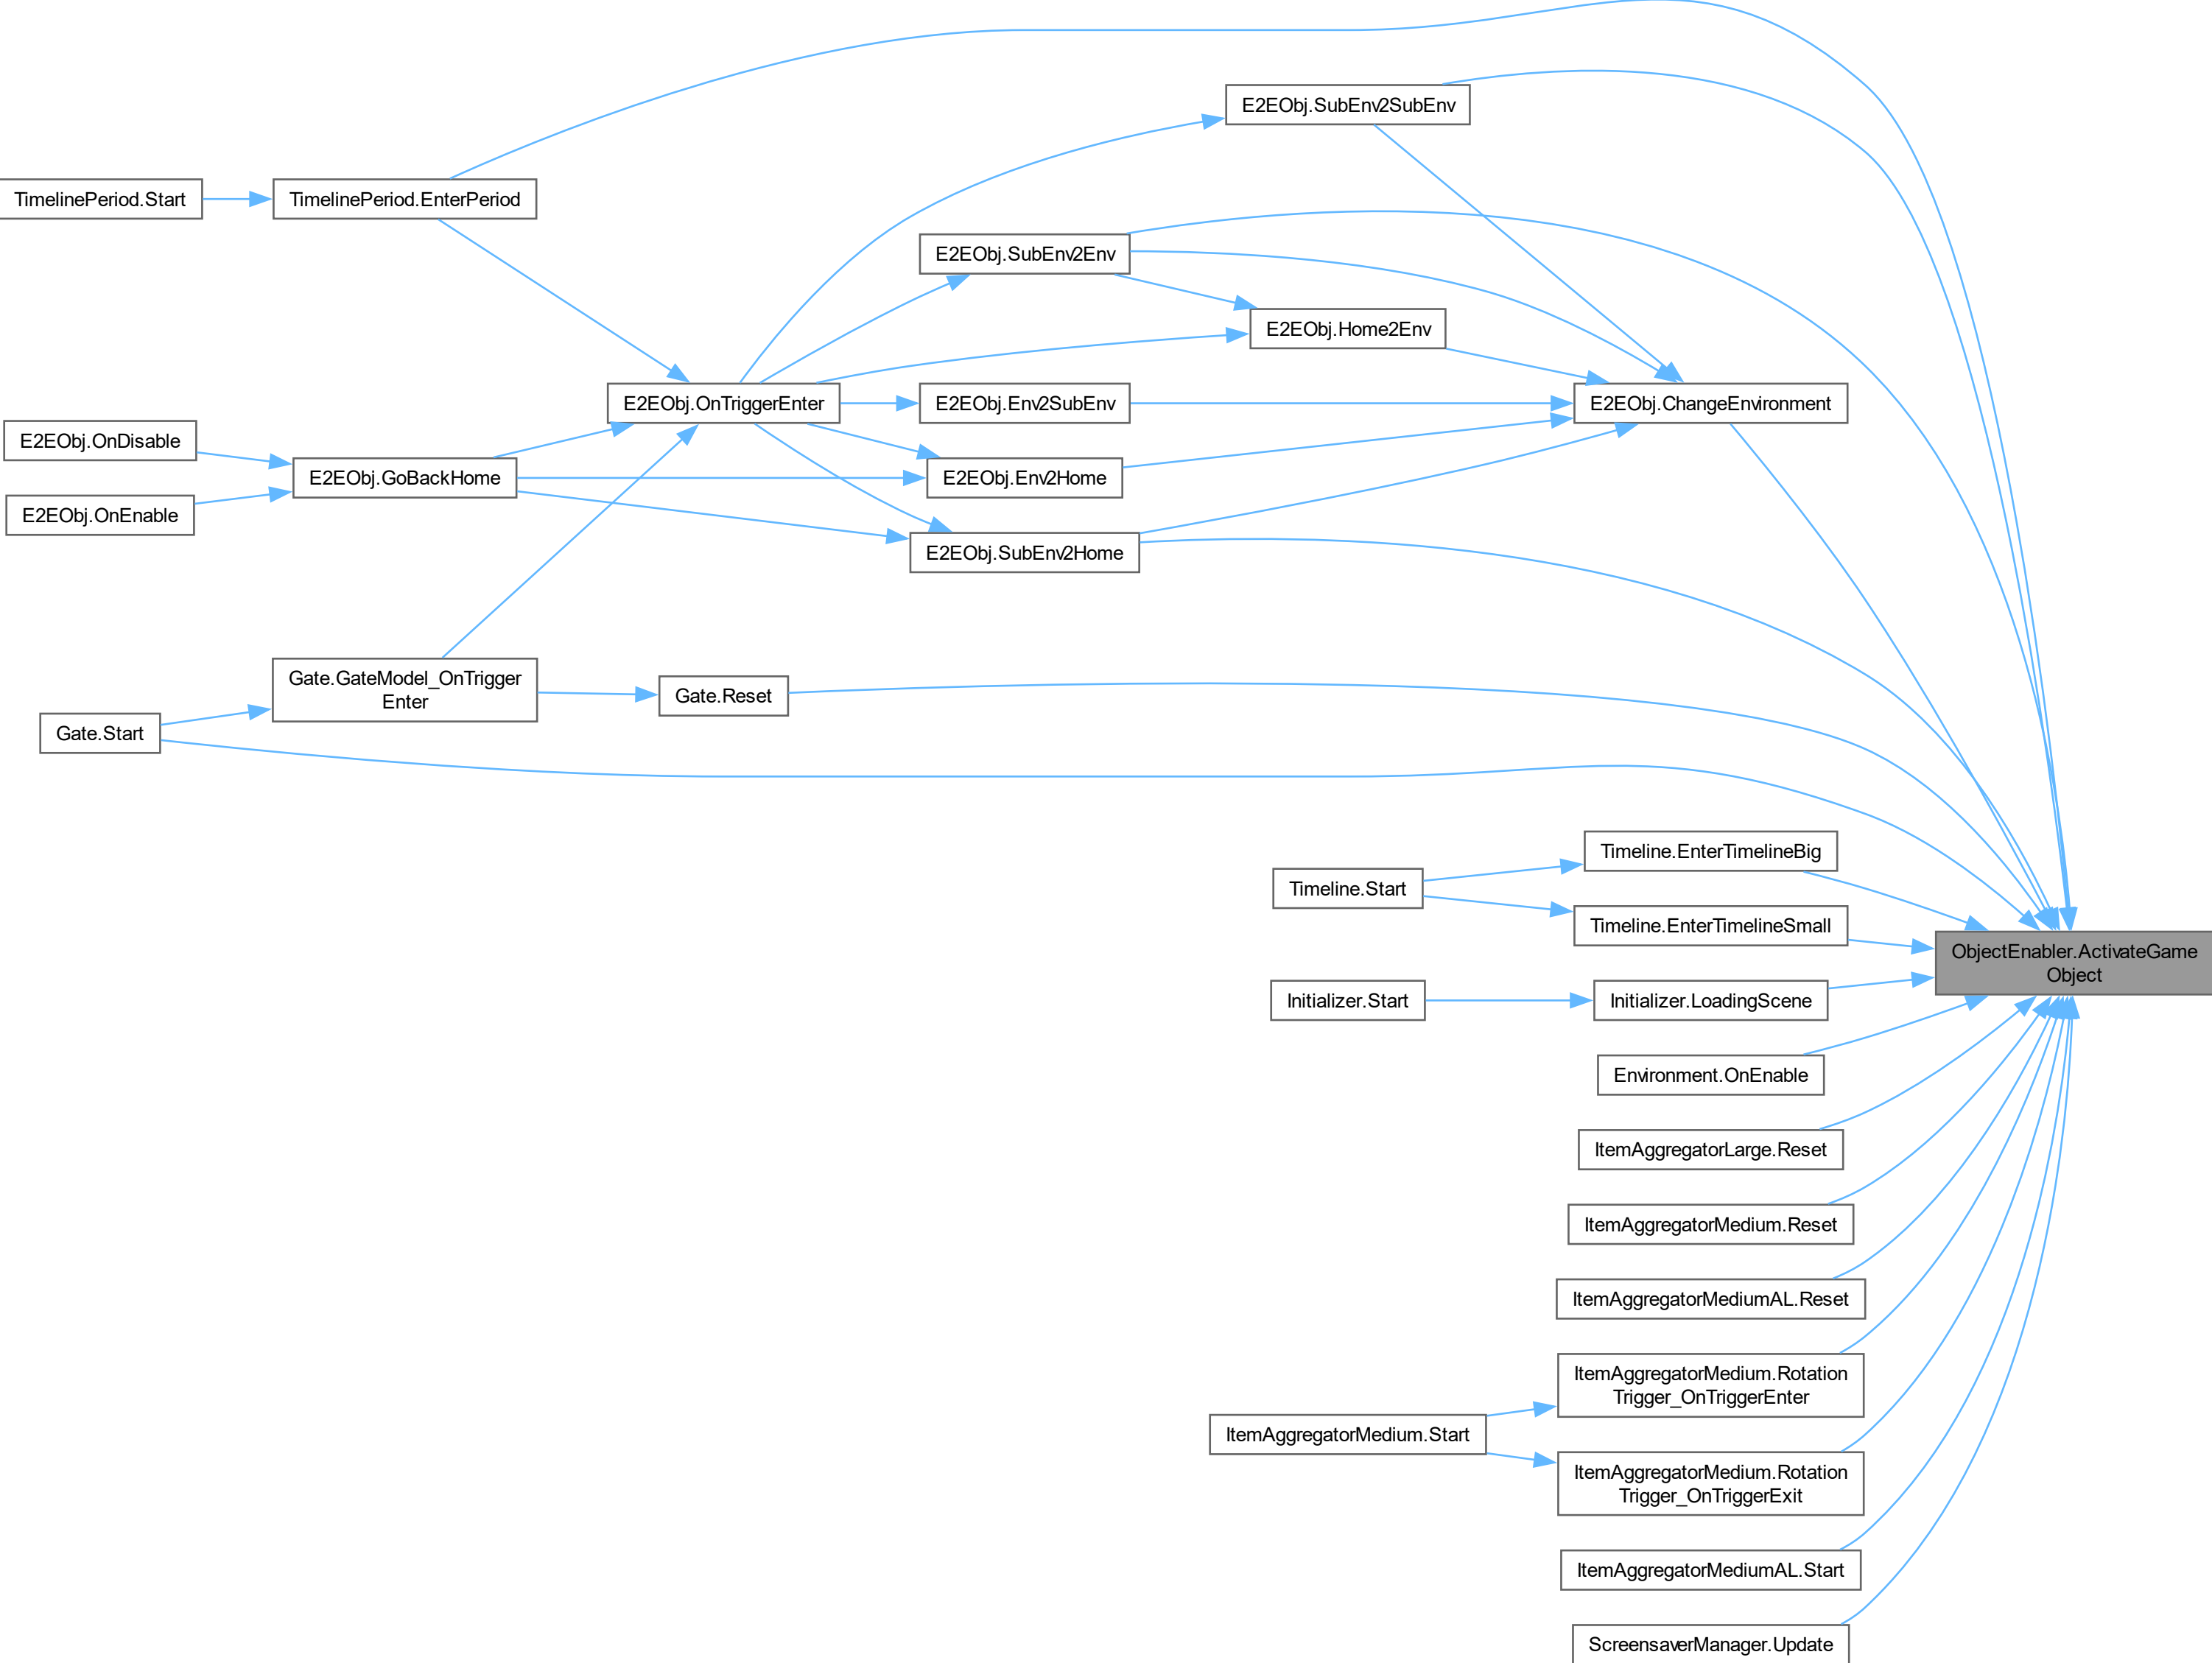 E2EObj.SubEnv2SubEnv
TimelinePeriod.Start
TimelinePeriod.EnterPeriod
E2EObj.SubEnv2Env
E2EObj.Home2Env
E2EObj.OnTriggerEnter
E2EObj.Env2SubEnv
E2EObj.ChangeEnvironment
E2EObj.OnDisable
E2EObj.GoBackHome
E2EObj.Env2Home
E2EObj.OnEnable
E2EObj.SubEnv2Home
Gate.GateModel_OnTrigger
Enter
Gate.Reset
Gate.Start
Timeline.EnterTimelineBig
Timeline.Start
Timeline.EnterTimelineSmall
ObjectEnabler.ActivateGame
Object
Initializer.Start
Initializer.LoadingScene
Environment.OnEnable
ItemAggregatorLarge.Reset
ItemAggregatorMedium.Reset
ItemAggregatorMediumAL.Reset
ItemAggregatorMedium.Rotation
Trigger_OnTriggerEnter
ItemAggregatorMedium.Start
ItemAggregatorMedium.Rotation
Trigger_OnTriggerExit
ItemAggregatorMediumAL.Start
ScreensaverManager.Update